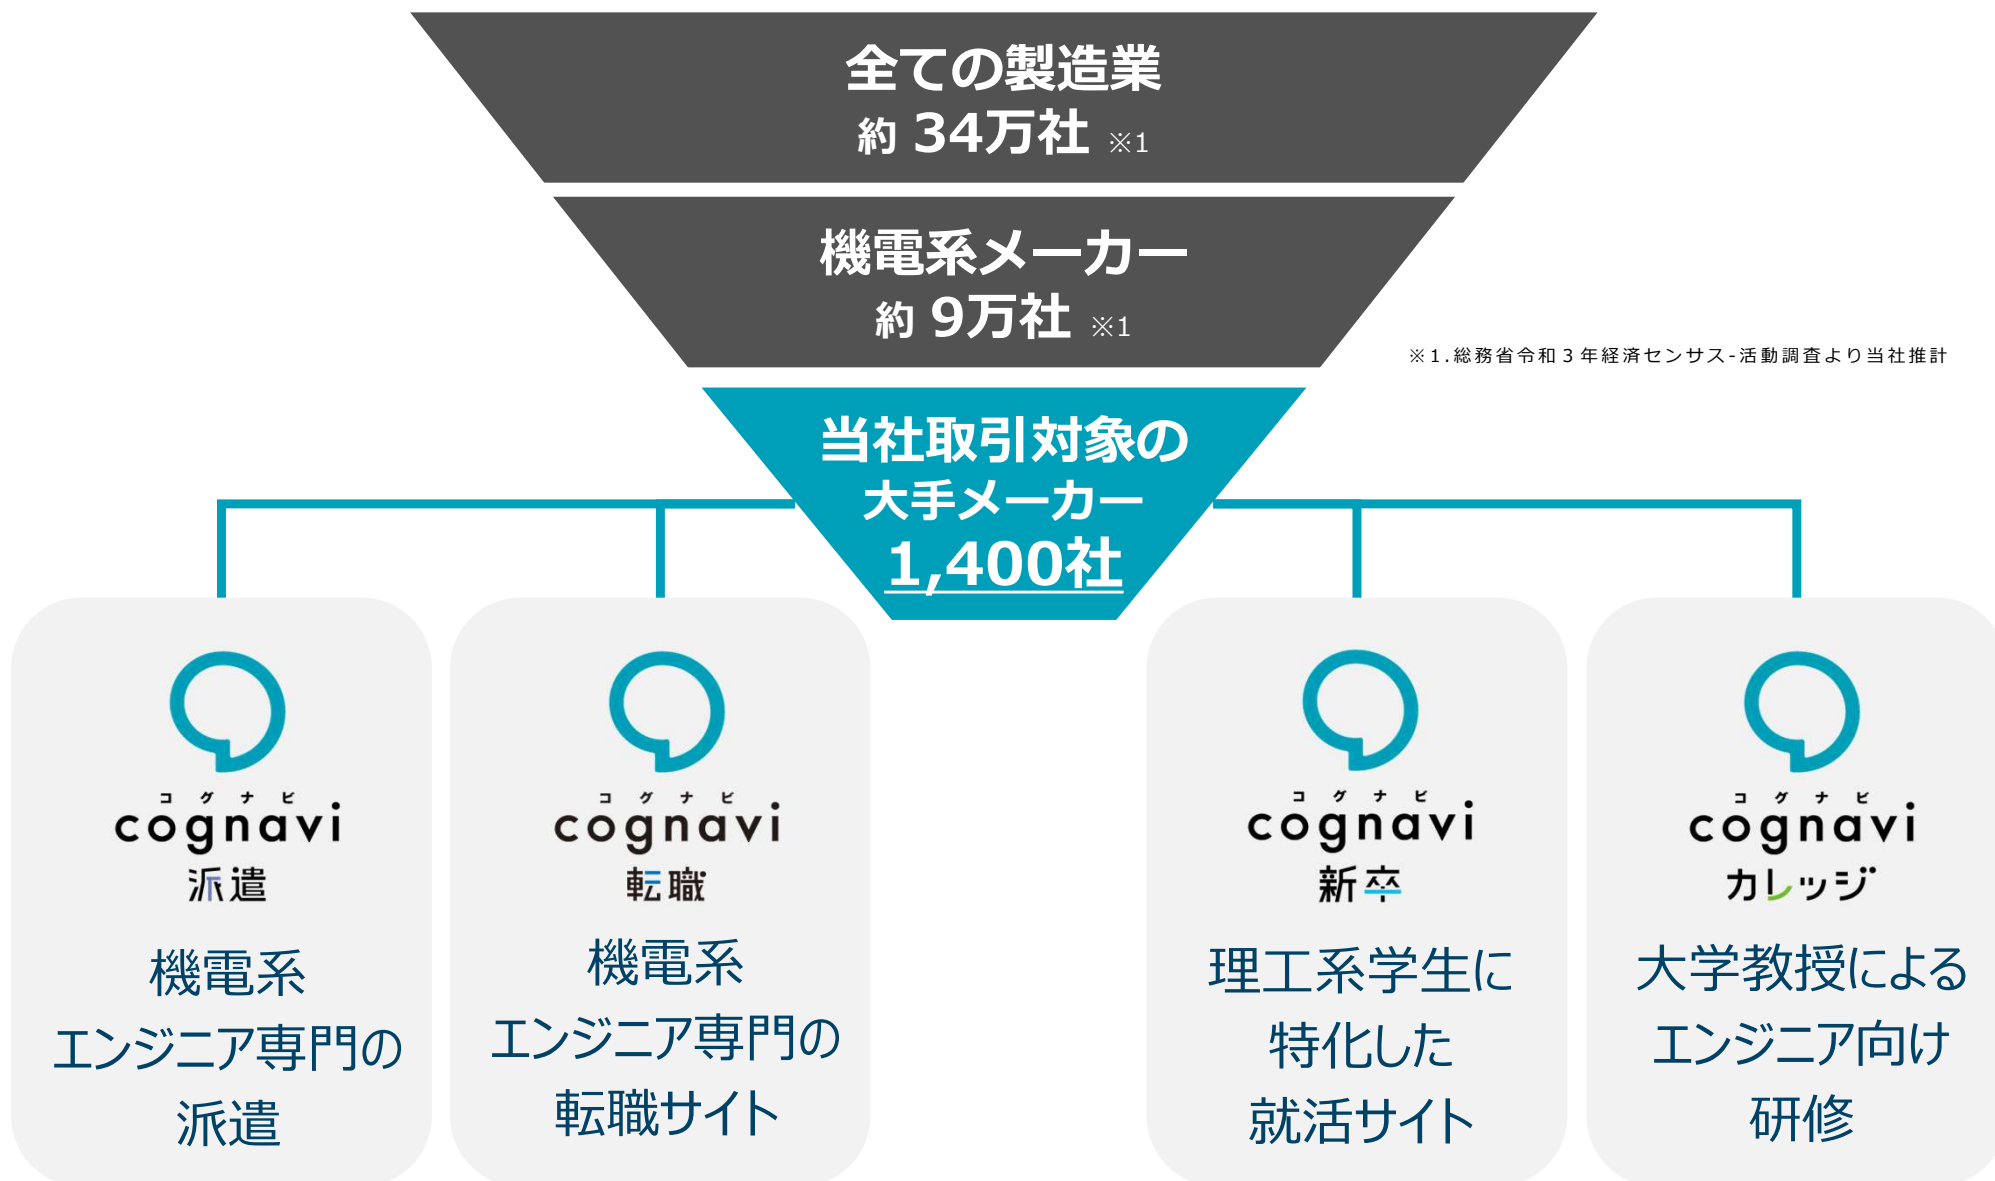 全ての製造業
約 34万社 ※1
機電系メーカー
約 9万社 ※1
※1.総務省令和３年経済センサス-活動調査より当社推計
当社取引対象の
大手メーカー
1,400社
コグナビ
cognavi
派遣
機電系
エンジニア専門の
派遣
コグナビ
cognavi
転職
機電系
エンジニア専門の
転職サイト
コグナビ
cognavi
新卒
理工系学生に
特化した
就活サイト
コグナビ
cognavi
カレッジ
大学教授による
エンジニア向け
研修